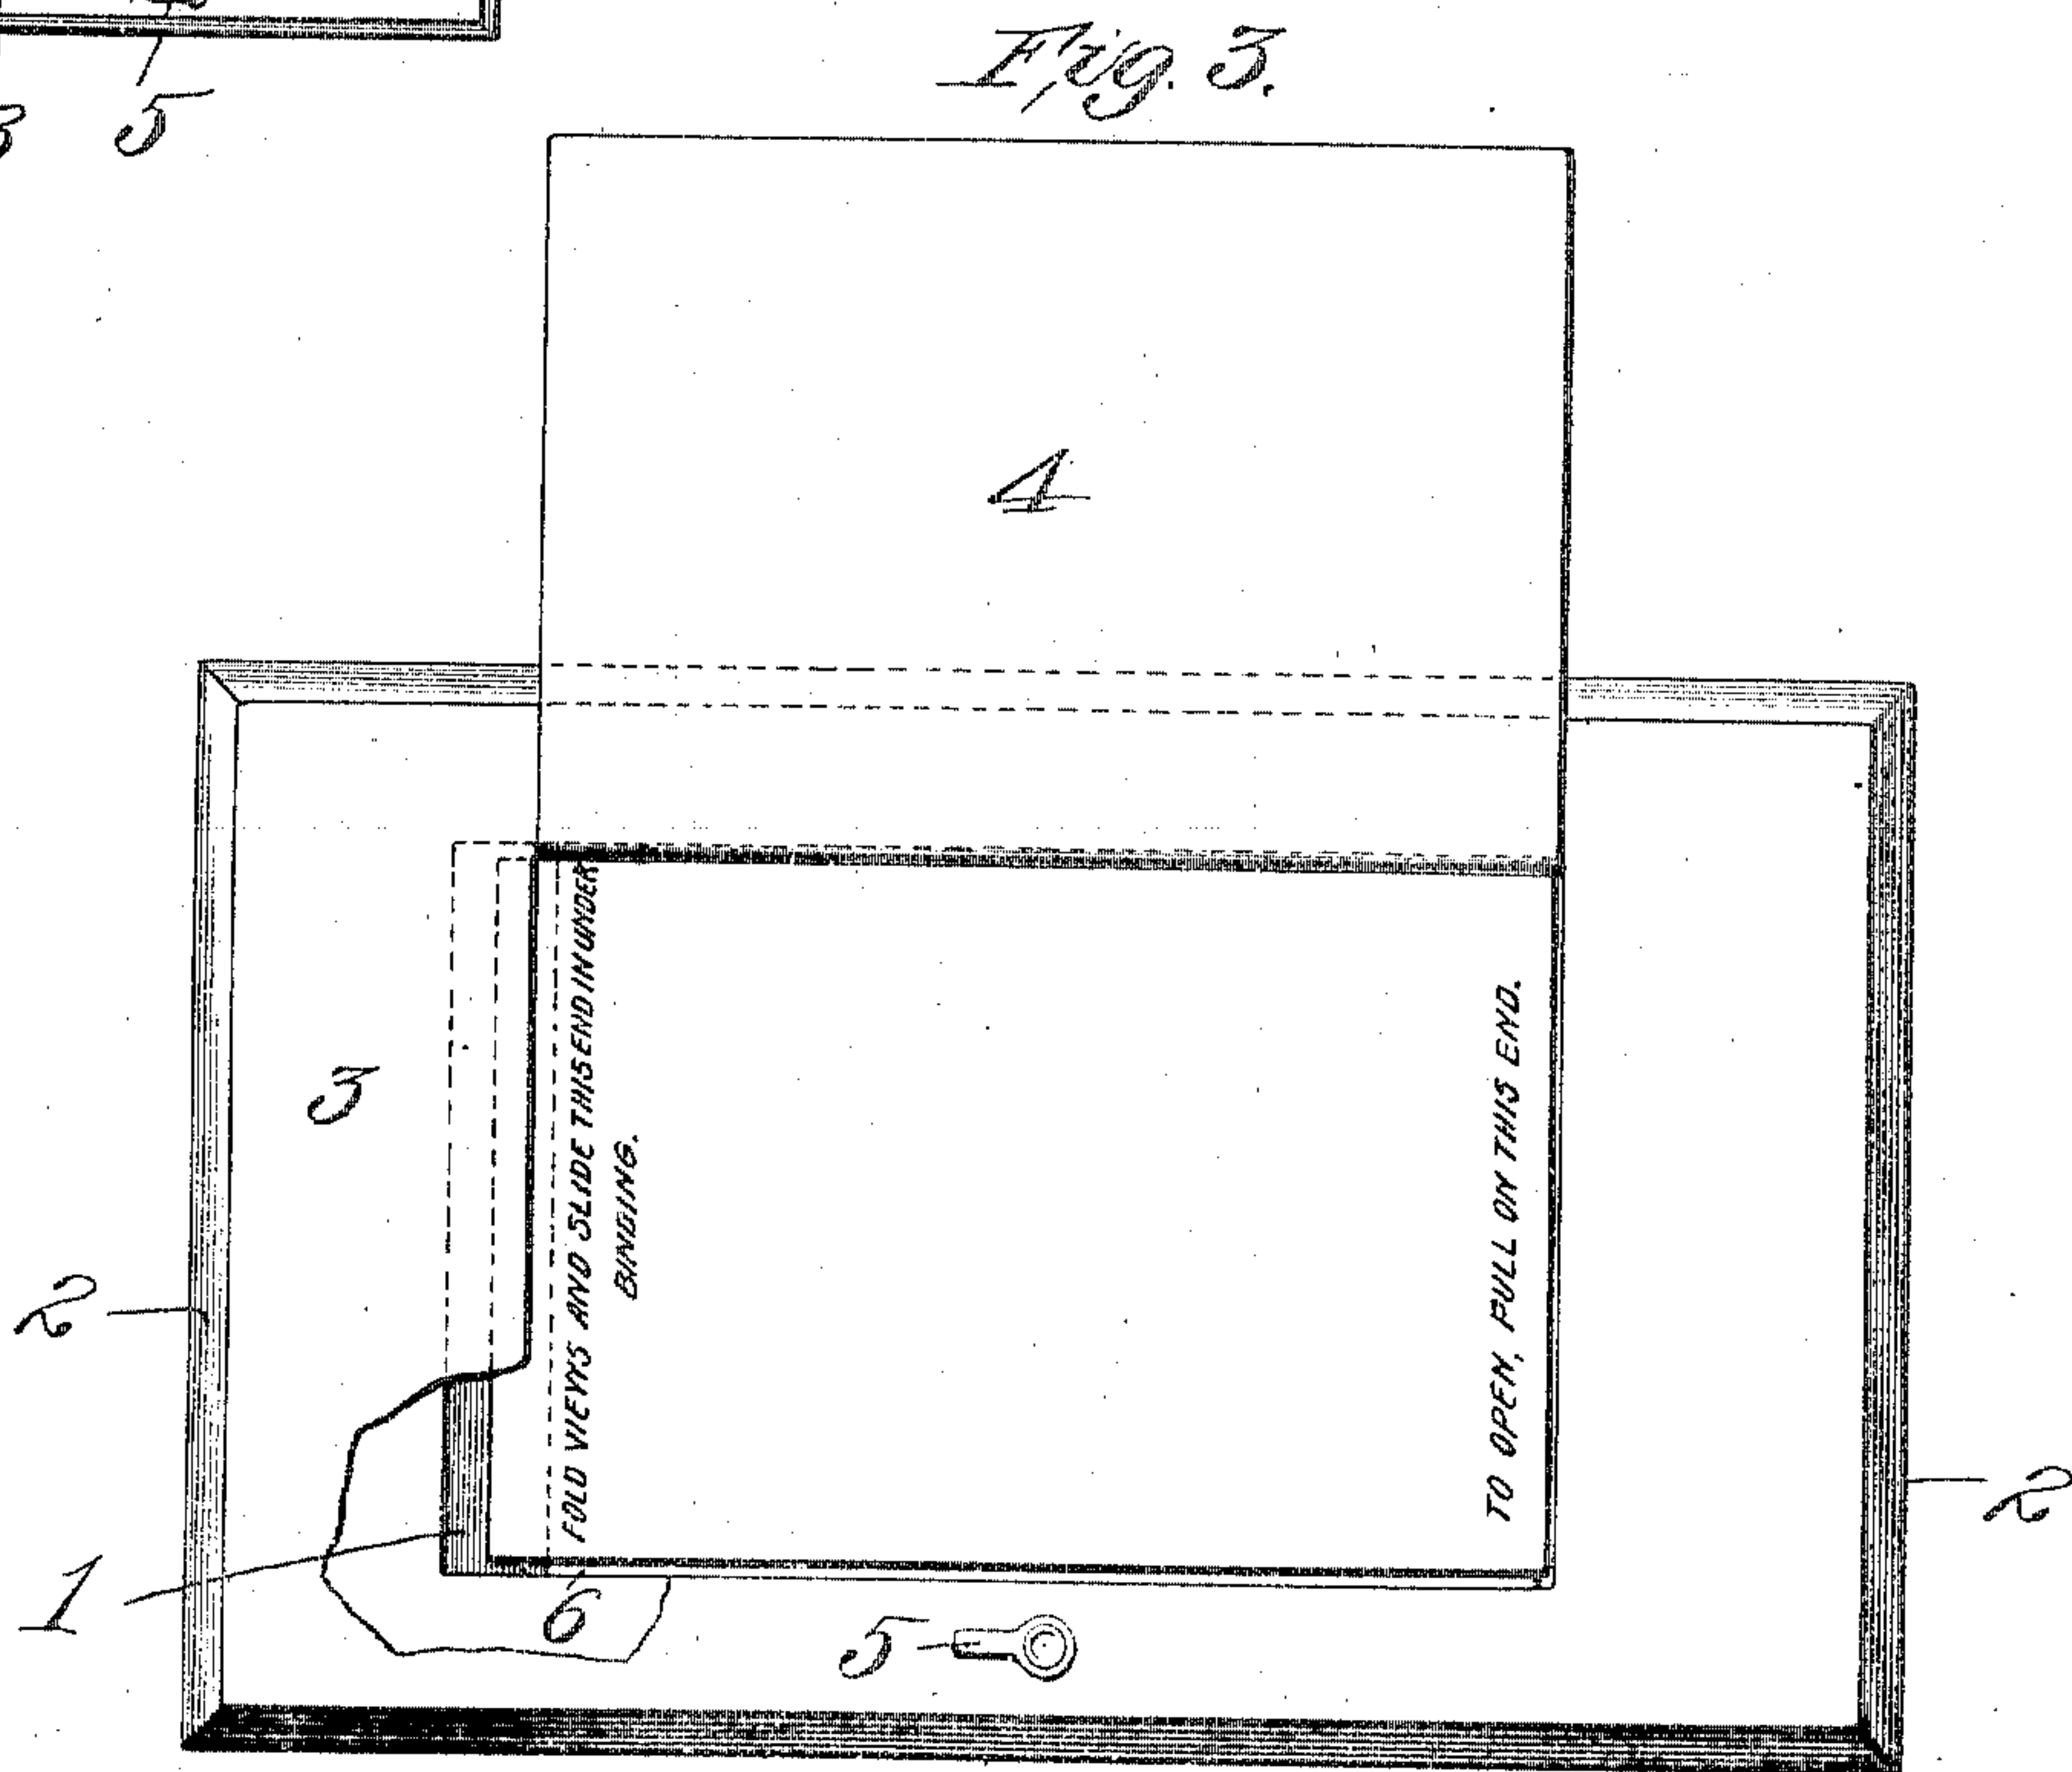 5
3
Fig. 3.
4
3
FOLD VIEWS AND SLIDE THIS END IN UNDER
BINDING.
TO OPEN, PULL ON THIS END.
2
2
1
6
5